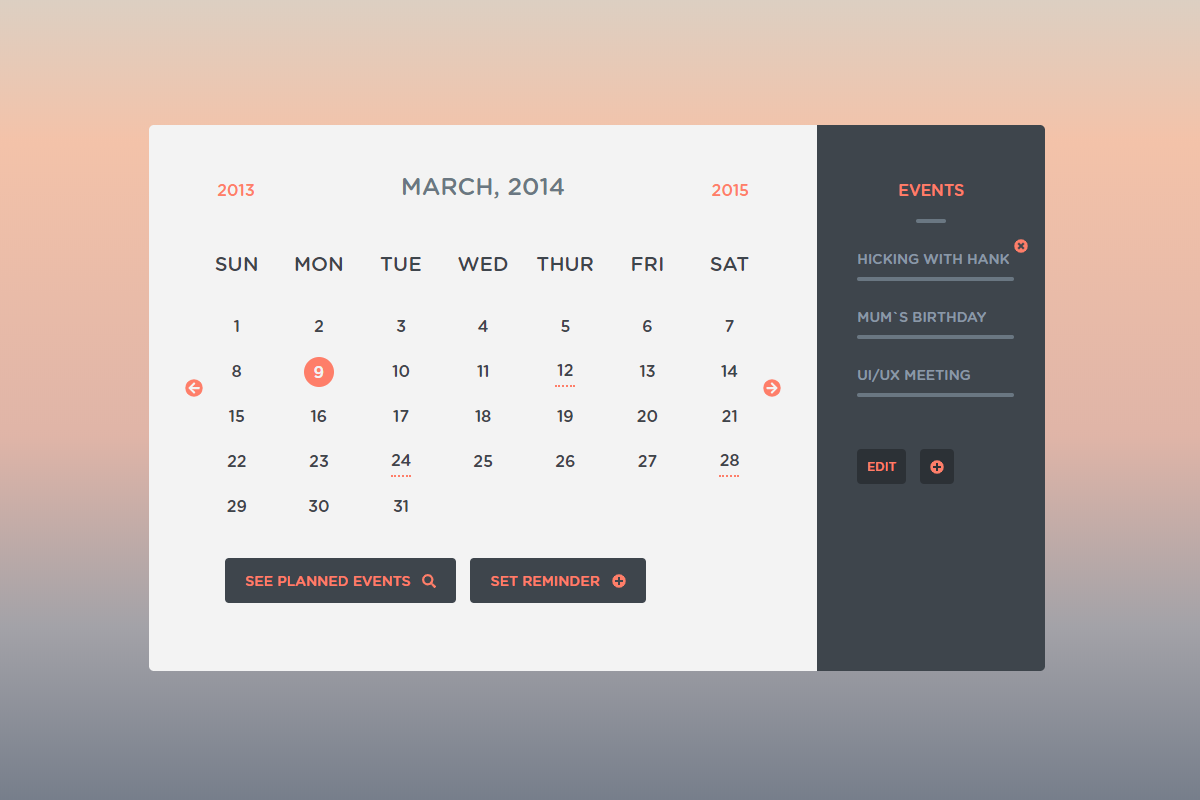 2013 MARCH, 2014 2015
SUN MON TUE WED THUR FRI SAT
1 2 3 4 5 6 7
8 9 10 11 12 13 14
15 16 17 18 19 20 21
22 23 24 25 26 27 28
29 30 31
SEE PLANNED EVENTS SET REMINDER
EVENTS
HICKING WITH HANK
MUM`S BIRTHDAY
UI/UX MEETING
EDIT